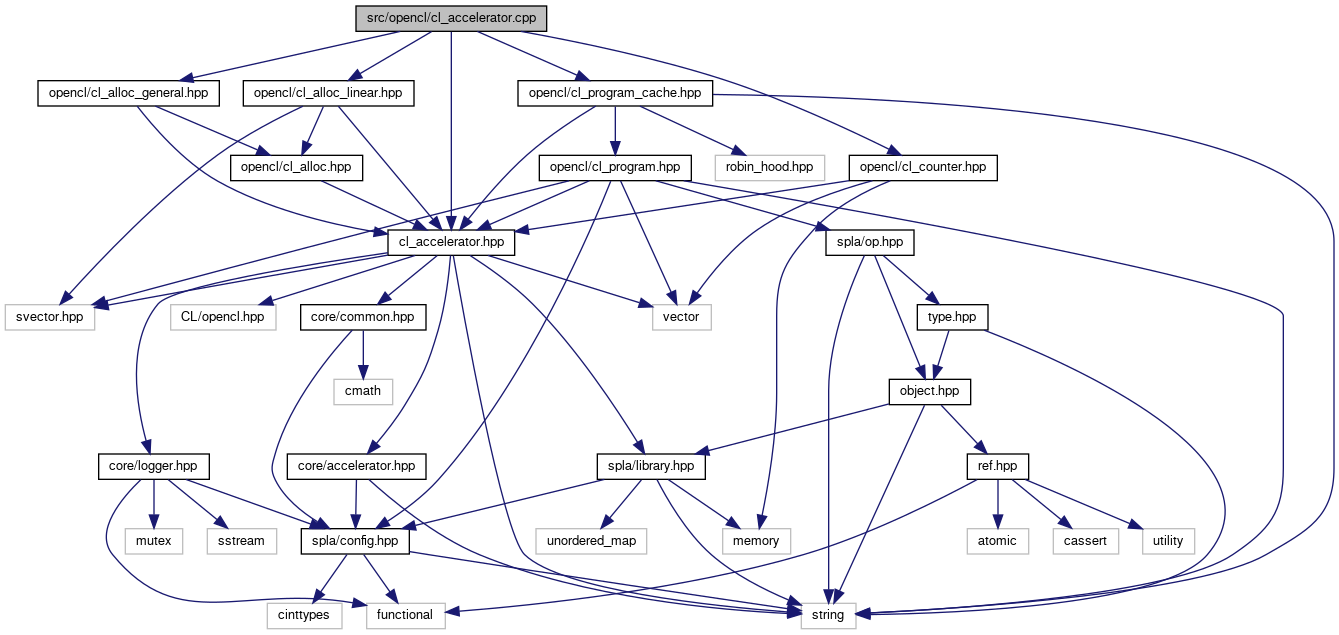 src/opencl/cl_accelerator.cpp
opencl/cl_alloc_general.hpp
opencl/cl_alloc_linear.hpp
opencl/cl_program_cache.hpp
opencl/cl_alloc.hpp
opencl/cl_program.hpp
robin_hood.hpp
opencl/cl_counter.hpp
cl_accelerator.hpp
spla/op.hpp
svector.hpp
CL/opencl.hpp
core/common.hpp
vector
type.hpp
cmath
object.hpp
core/logger.hpp
core/accelerator.hpp
spla/library.hpp
ref.hpp
mutex
sstream
spla/config.hpp
unordered_map
memory
atomic
cassert
utility
cinttypes
functional
string